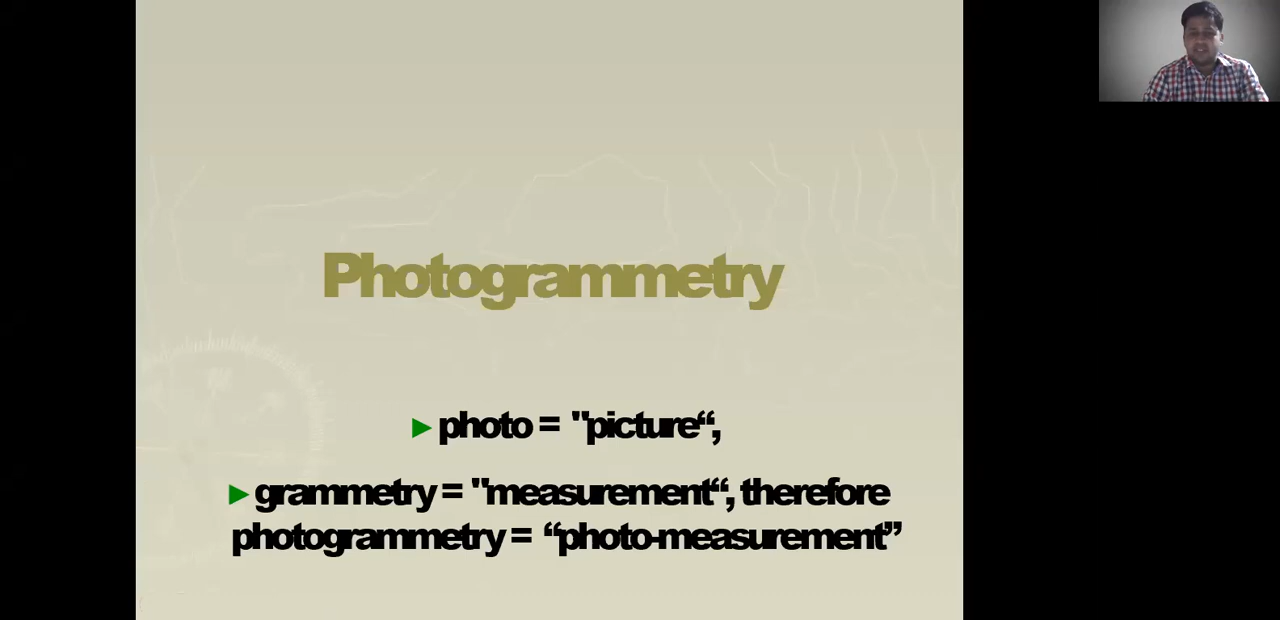 Photogrammetry
►photo = "picture“,
►grammetry = "measurement“, therefore
photogrammetry = “photo-measurement”